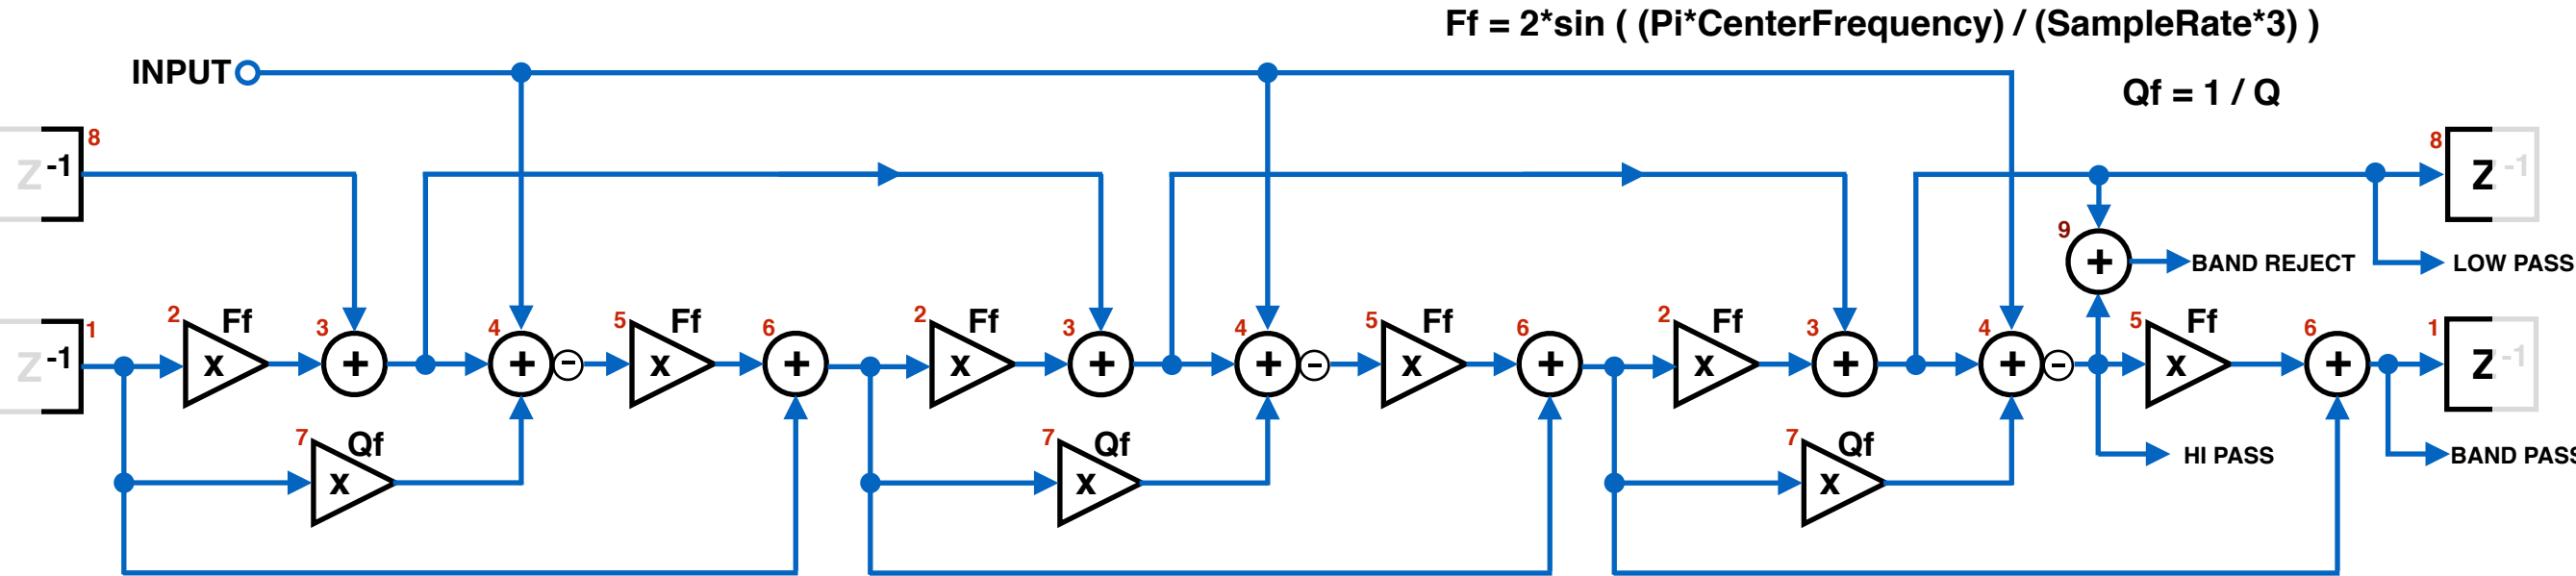 Ff = 2*sin ( (Pi*CenterFrequency) / (SampleRate*3) )
INPUT
Qf = 1 / Q
8
Z -1
8
Z -1
9
+
BAND REJECT
LOW PASS
1
Z -1
2
Ff
x
3
+
4
+
-
5
Ff
x
6
+
2
Ff
x
3
+
4
+
-
5
Ff
x
6
+
2
Ff
x
3
+
4
+
-
5
Ff
x
6
+
1
Z -1
7
Qf
x
7
Qf
x
7
Qf
x
HI PASS
BAND PASS